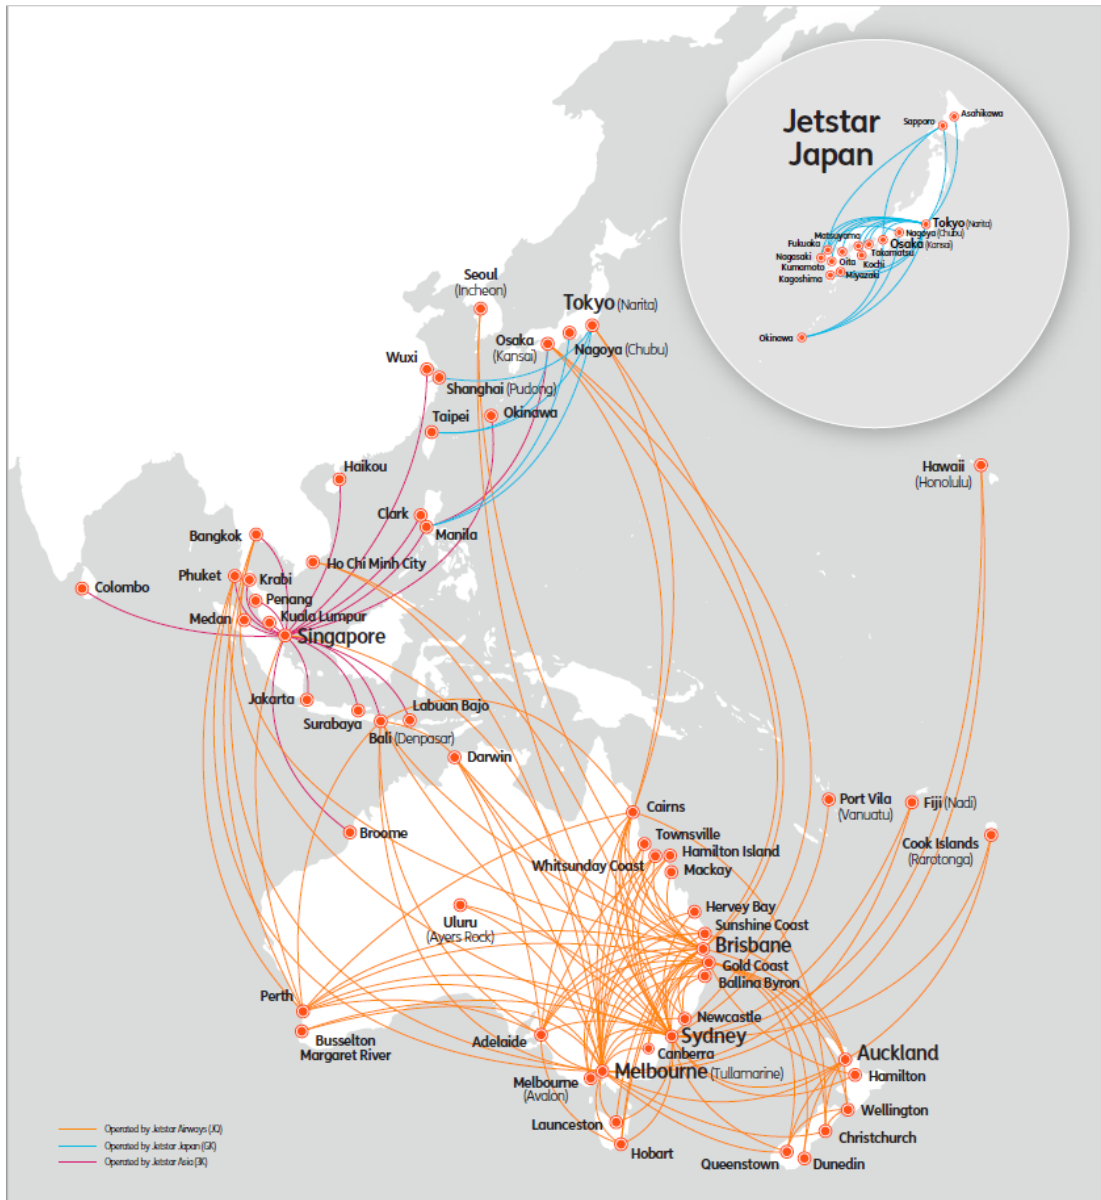 Jetstar
Japan
Sapporo
Asahikawa
Tokyo (Narita)
Nagoya (Chubu)
Matsuyama
Osaka (Kansai)
Fukuoka
Takamatsu
Nagasaki
Oita
Kochi
Kumamoto
Miyazaki
Kagoshima
Okinawa
Seoul
(Incheon)
Tokyo (Narita)
Osaka
(Kansai)
Nagoya (Chubu)
Wuxi
Shanghai (Pudong)
Taipei
Okinawa
Haikou
Hawaii
(Honolulu)
Clark
Manila
Bangkok
Ho Chi Minh City
Phuket
Krabi
Colombo
Penang
Medan
Kuala Lumpur
Singapore
Jakarta
Labuan Bajo
Surabaya
Bali (Denpasar)
Darwin
Cairns
Port Vila
(Vanuatu)
Fiji (Nadi)
Broome
Townsville
Cook Islands
(Rarotonga)
Hamilton Island
Whitsunday Coast
Mackay
Hervey Bay
Uluru
(Ayers Rock)
Sunshine Coast
Brisbane
Gold Coast
Ballina Byron
Perth
Newcastle
Sydney
Busselton
Margaret River
Adelaide
Canberra
Auckland
Melbourne (Tullamarine)
Hamilton
Melbourne
(Avalon)
Wellington
Launceston
Christchurch
Hobart
Queenstown
Dunedin
Operated by Jetstar Airways (JQ)
Operated by Jetstar Japan (GK)
Operated by Jetstar Asia (3K)